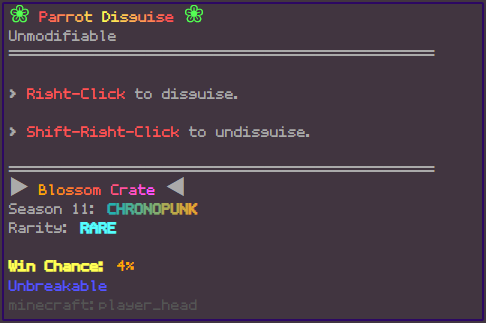 ❀ Parrot Disguise ❀
Unmodifiable
> Right-Click to disguise.
> Shift-Right-Click to undisguise.
▶ Blossom Crate ◀
Season 11: CHRONOPUNK
Rarity: RARE
Win Chance: 4%
Unbreakable
minecraft:player_head